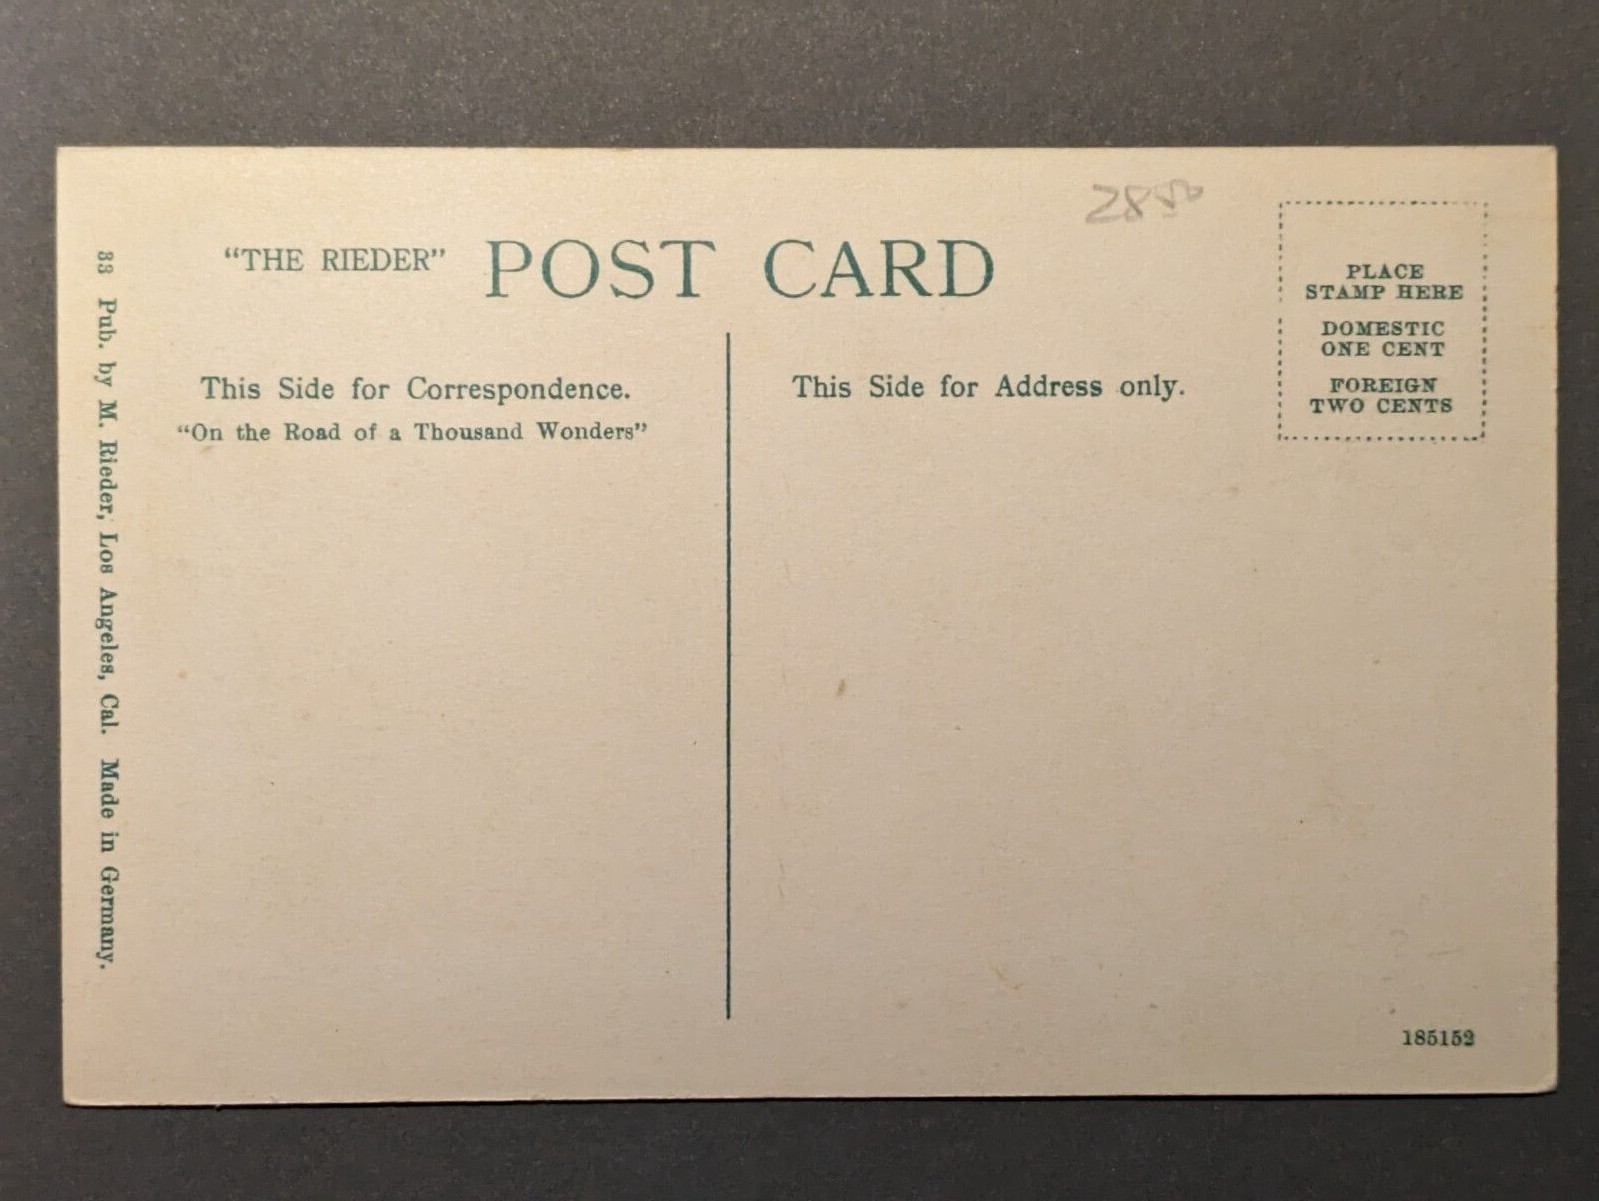 28 50
"THE RIEDER" POST CARD
PLACE
STAMP HERE
DOMESTIC
ONE CENT
FOREIGN
TWO CENTS
This Side for Correspondence.
"On the Road of a Thousand Wonders"
This Side for Address only.
33 Pub. by M. Rieder, Los Angeles, Cal. Made in Germany.
185152